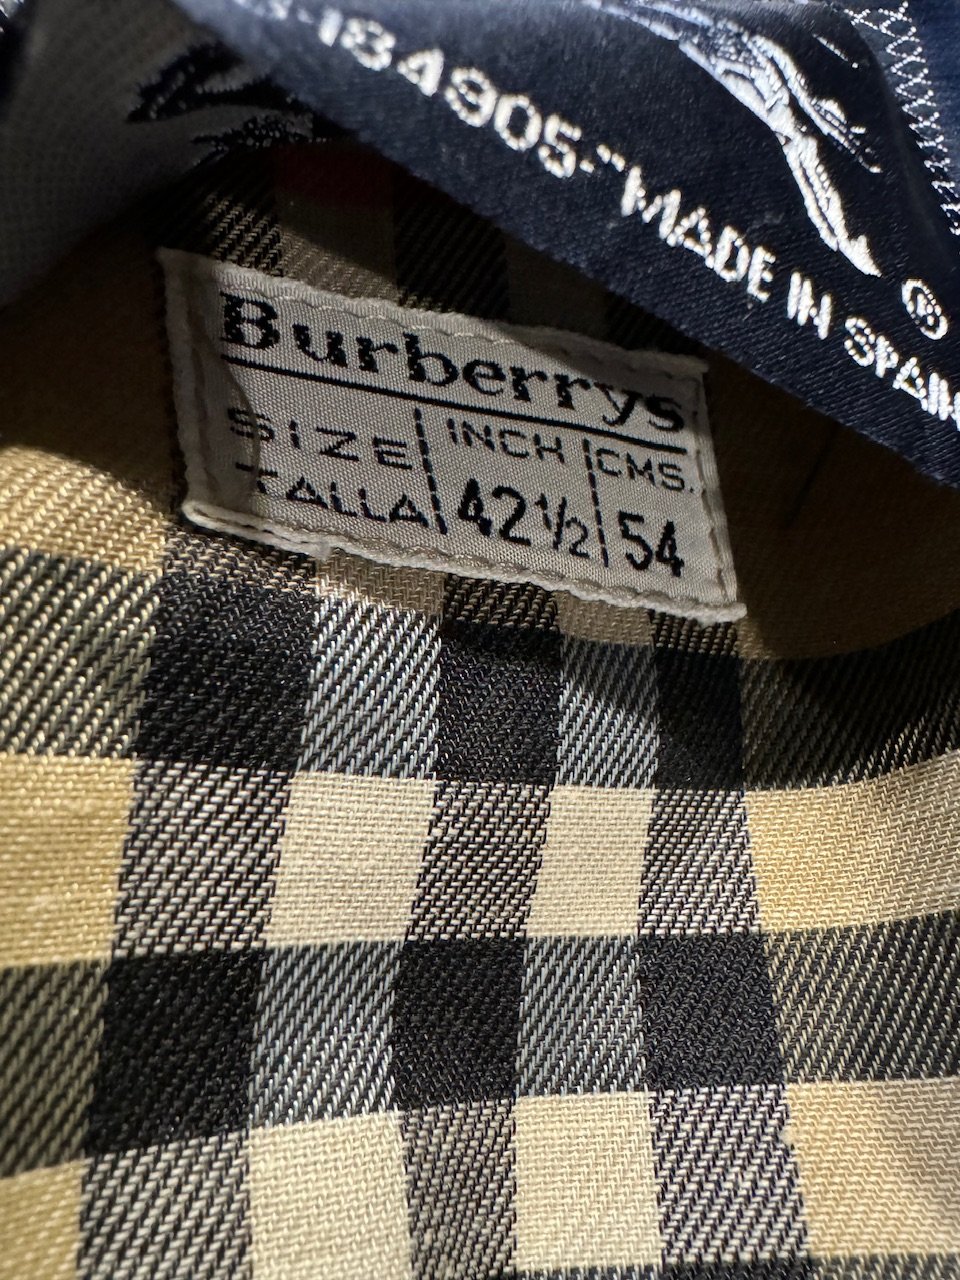 -184905-"MADE IN SPAIN
®
Burberrys
SIZE INCH CMS.
TALLA 42½ 54